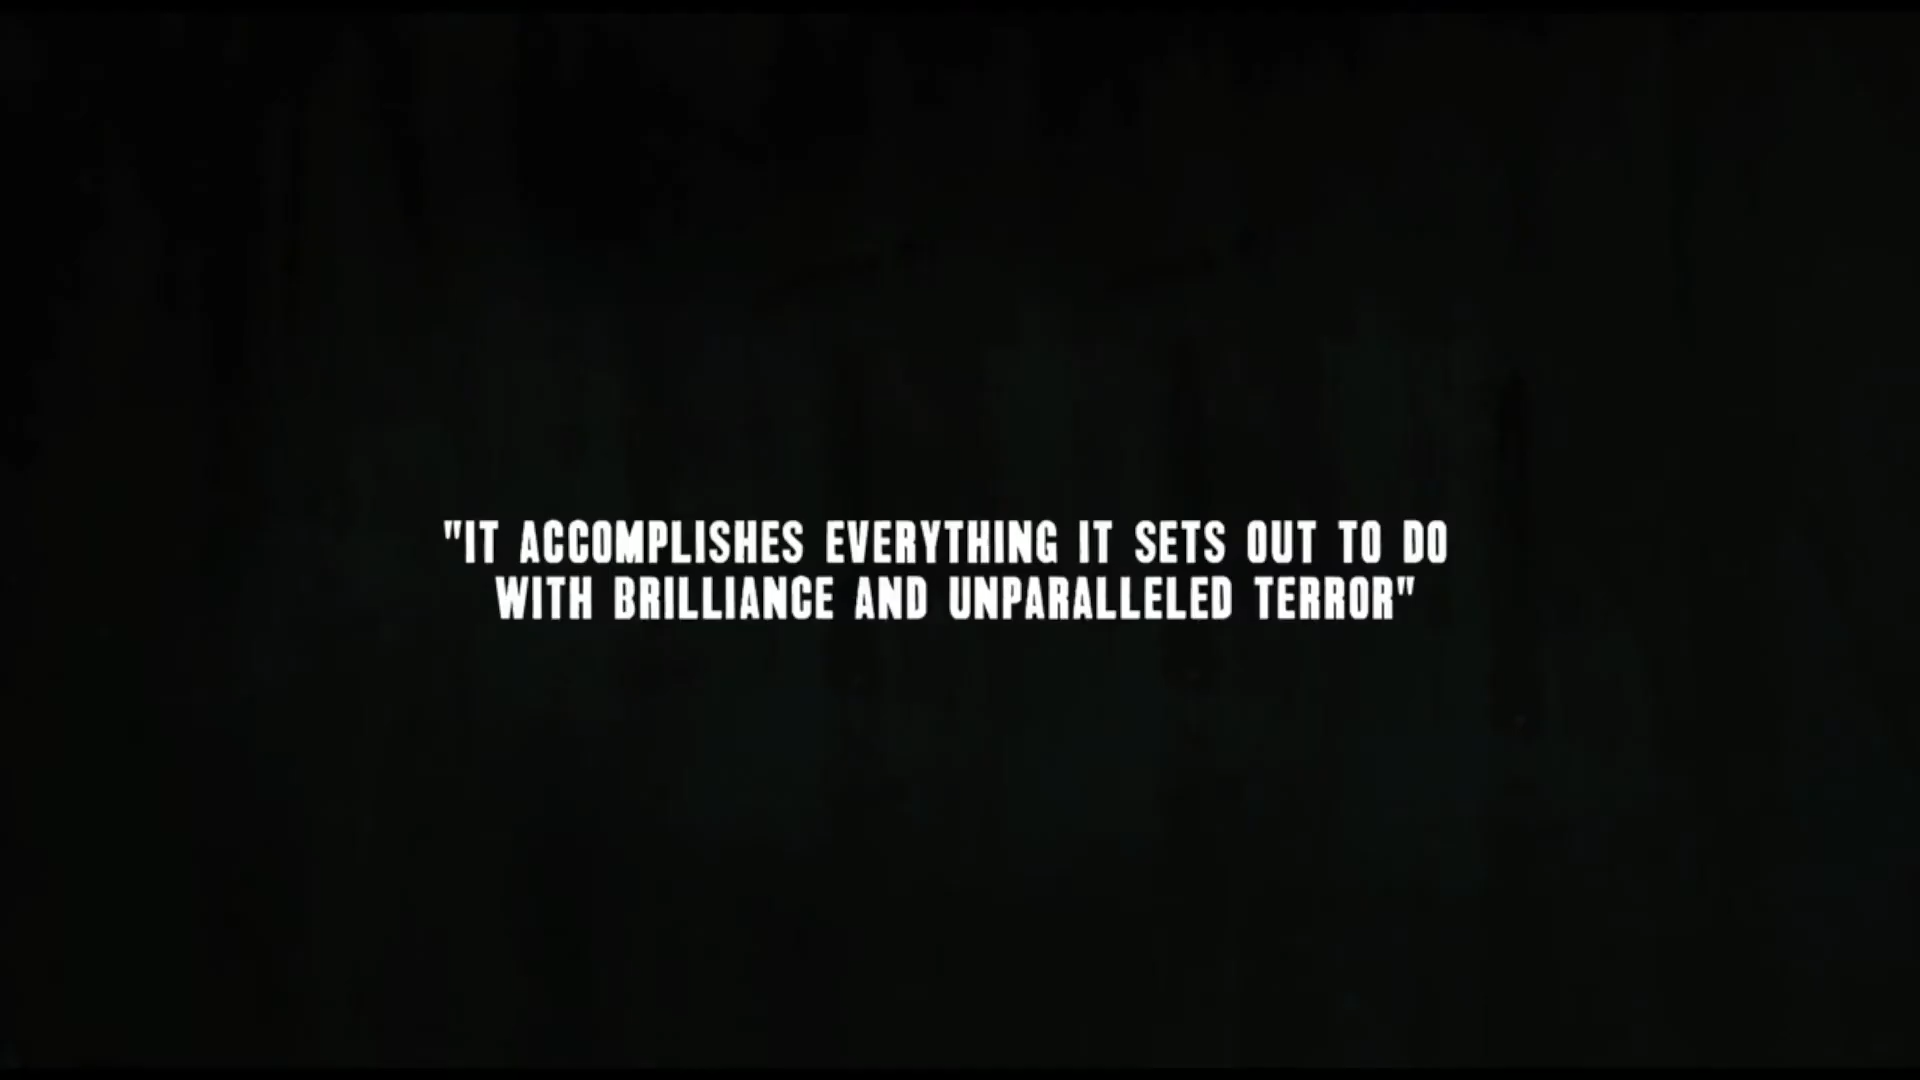 "IT ACCOMPLISHES EVERYTHING IT SETS OUT TO DO
WITH BRILLIANCE AND UNPARALLELED TERROR"